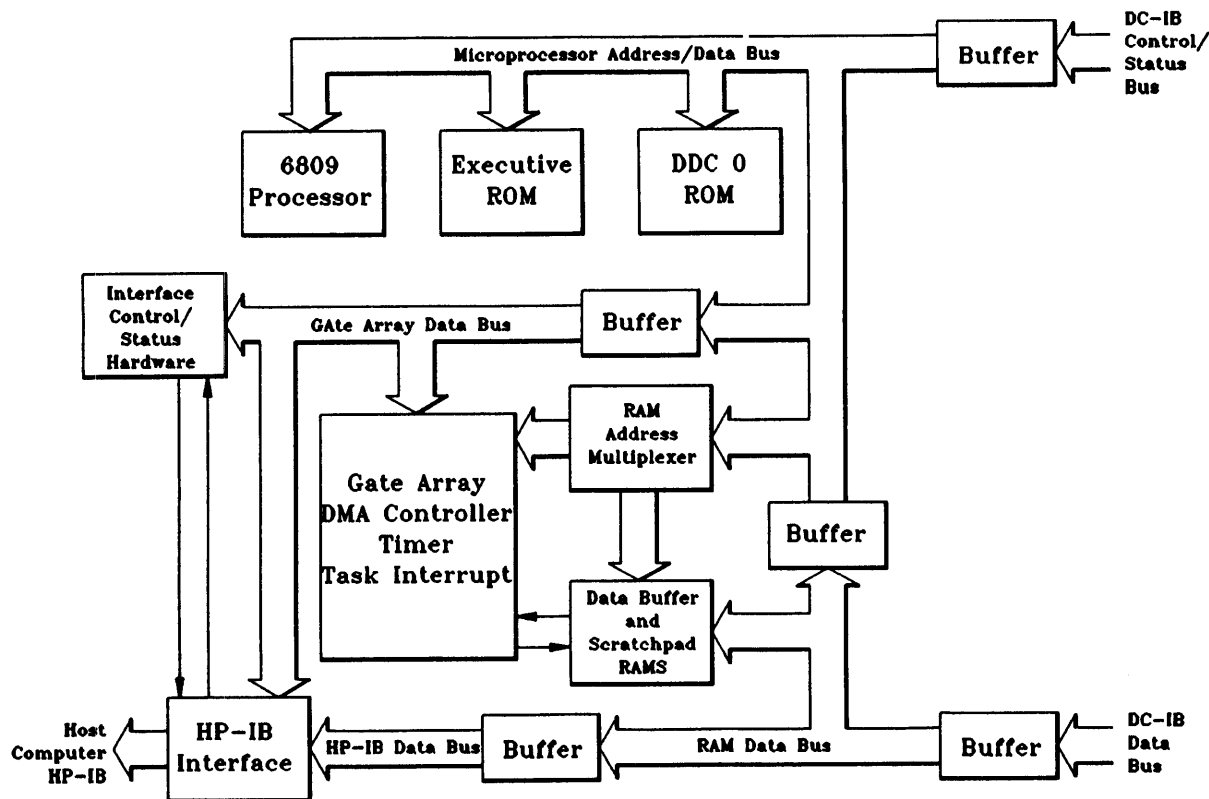 DC-IB
Control/
Status
Bus
Buffer
Microprocessor Address/Data Bus
6809
Processor
Executive
ROM
DDC 0
ROM
Interface
Control/
Status
Hardware
GAte Array Data Bus
Buffer
RAM
Address
Multiplexer
Gate Array
DMA Controller
Timer
Task Interrupt
Buffer
Data Buffer
and
Scratchpad
RAMS
Host
Computer
HP-IB
HP-IB
Interface
HP-IB Data Bus
Buffer
RAM Data Bus
Buffer
DC-IB
Data
Bus